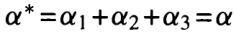 α* = α₁ + α₂ + α₃ = α